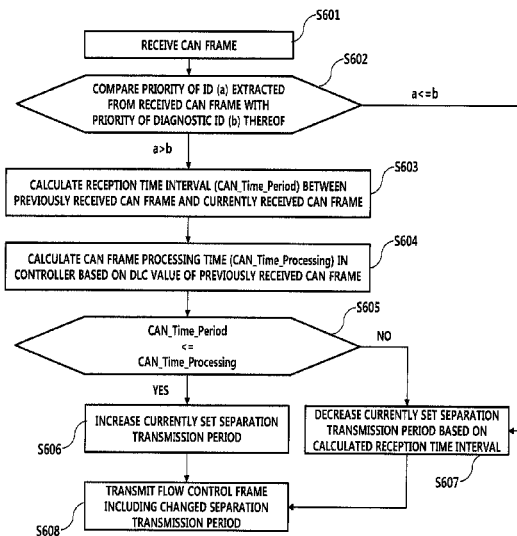 S601
RECEIVE CAN FRAME
S602
COMPARE PRIORITY OF ID (a) EXTRACTED
FROM RECEIVED CAN FRAME WITH
PRIORITY OF DIAGNOSTIC ID (b) THEREOF
a<=b
a>b
S603
CALCULATE RECEPTION TIME INTERVAL (CAN_Time_Period) BETWEEN
PREVIOUSLY RECEIVED CAN FRAME AND CURRENTLY RECEIVED CAN FRAME
S604
CALCULATE CAN FRAME PROCESSING TIME (CAN_Time_Processing) IN
CONTROLLER BASED ON DLC VALUE OF PREVIOUSLY RECEIVED CAN FRAME
S605
CAN_Time_Period
<=
CAN_Time_Processing
NO
YES
INCREASE CURRENTLY SET SEPARATION
TRANSMISSION PERIOD
S606
DECREASE CURRENTLY SET SEPARATION
TRANSMISSION PERIOD BASED ON
CALCULATED RECEPTION TIME INTERVAL
S607
TRANSMIT FLOW CONTROL FRAME
INCLUDING CHANGED SEPARATION
TRANSMISSION PERIOD
S608